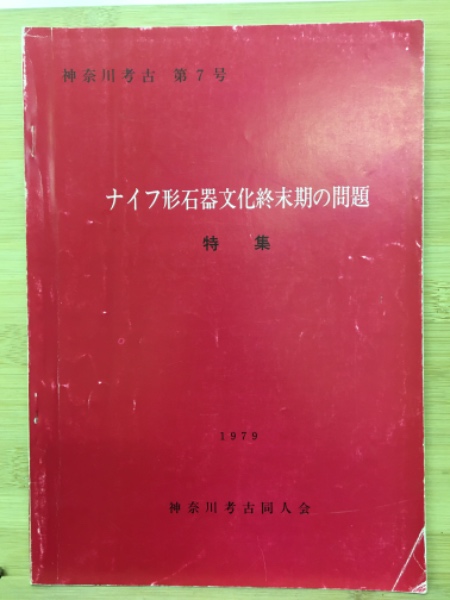 神奈川考古 第7号
ナイフ形石器文化終末期の問題
特集
1979
神奈川考古同人会